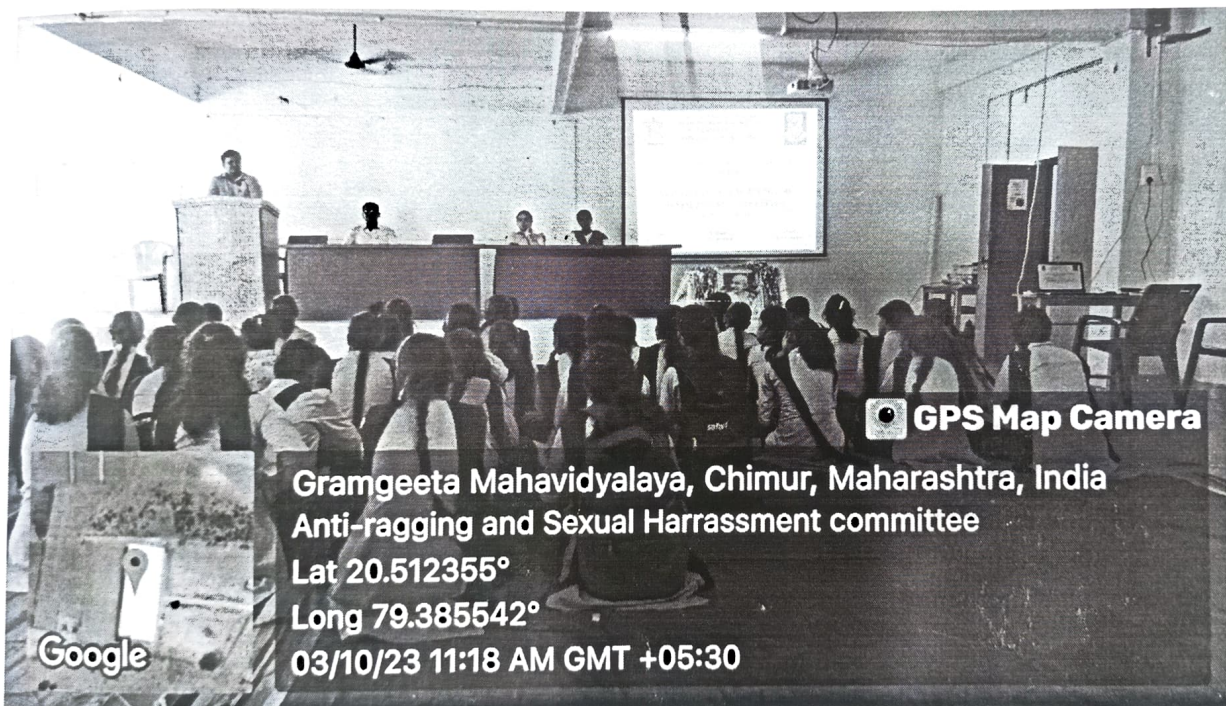 GPS Map Camera
Gramgeeta Mahavidyalaya, Chimur, Maharashtra, India
Anti-ragging and Sexual Harrassment committee
Lat 20.512355°
Long 79.385542°
03/10/23 11:18 AM GMT +05:30
Google